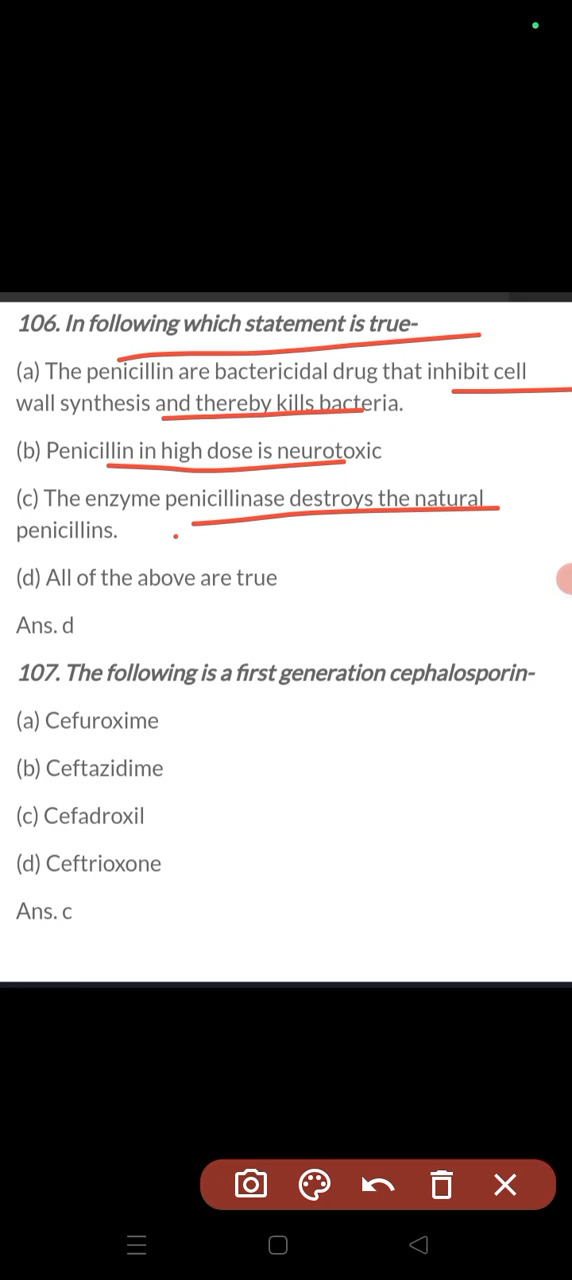 106. In following which statement is true-
(a) The penicillin are bactericidal drug that inhibit cell
wall synthesis and thereby kills bacteria.
(b) Penicillin in high dose is neurotoxic
(c) The enzyme penicillinase destroys the natural
penicillins.
(d) All of the above are true
Ans. d
107. The following is a first generation cephalosporin-
(a) Cefuroxime
(b) Ceftazidime
(c) Cefadroxil
(d) Ceftrioxone
Ans. c